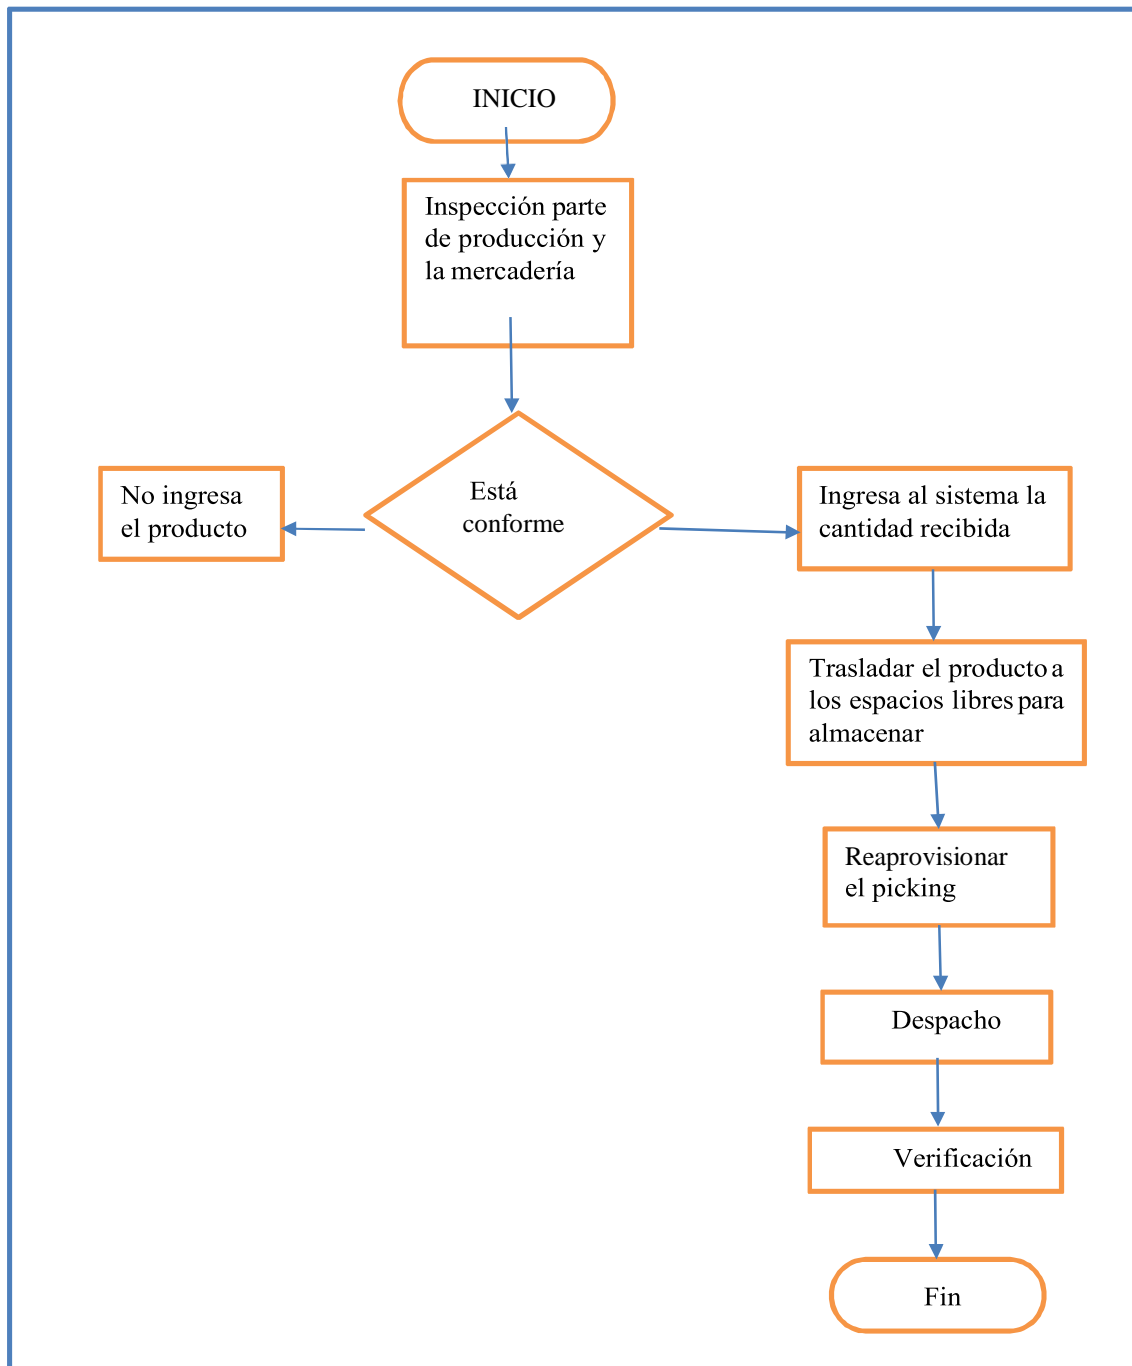 INICIO
Inspección parte
de producción y
la mercadería
Está
conforme
No ingresa
el producto
Ingresa al sistema la
cantidad recibida
Trasladar el producto a
los espacios libres para
almacenar
Reaprovisionar
el picking
Despacho
Verificación
Fin